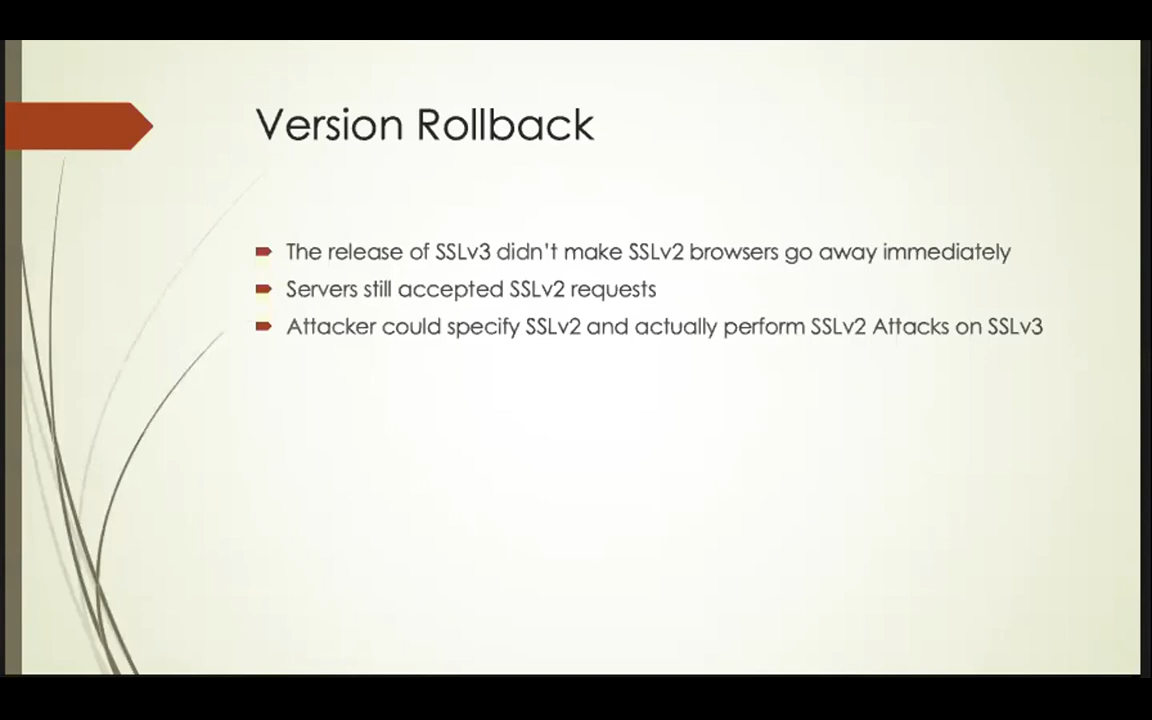 Version Rollback
The release of SSLv3 didn't make SSLv2 browsers go away immediately
Servers still accepted SSLv2 requests
Attacker could specify SSLv2 and actually perform SSLv2 Attacks on SSLv3